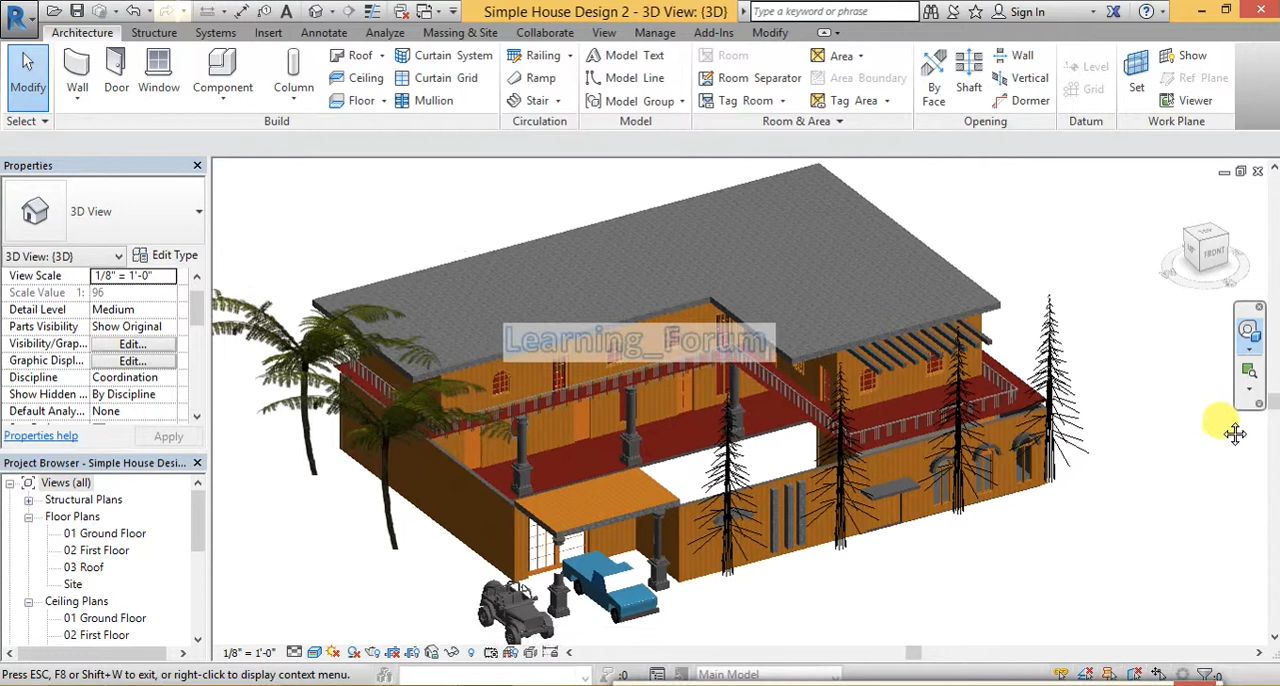 Simple House Design 2 - 3D View: {3D}
Type a keyword or phrase
Sign In
Architecture Structure Systems Insert Annotate Analyze Massing & Site Collaborate View Manage Add-Ins Modify
Modify
Wall
Door
Window
Component
Column
Roof
Ceiling
Floor
Curtain System
Curtain Grid
Mullion
Railing
Ramp
Stair
Model Text
Model Line
Model Group
Room
Room Separator
Tag Room
Area
Area Boundary
Tag Area
By Face
Shaft
Wall
Vertical
Dormer
Level
Grid
Set
Show
Ref Plane
Viewer
Select
Build
Circulation
Model
Room & Area
Opening
Datum
Work Plane
Properties
3D View
3D View: {3D}
Edit Type
View Scale 1/8" = 1'-0"
Scale Value 1: 96
Detail Level Medium
Parts Visibility Show Original
Visibility/Grap... Edit...
Graphic Displ... Edit...
Discipline Coordination
Show Hidden ... By Discipline
Default Analy... None
Properties help
Apply
Project Browser - Simple House Desi...
Views (all)
Structural Plans
Floor Plans
01 Ground Floor
02 First Floor
03 Roof
Site
Ceiling Plans
01 Ground Floor
02 First Floor
Learning_Forum
TOP
FRONT
1/8" = 1'-0"
Press ESC, F8 or Shift+W to exit, or right-click to display context menu.
:0
Main Model
:0